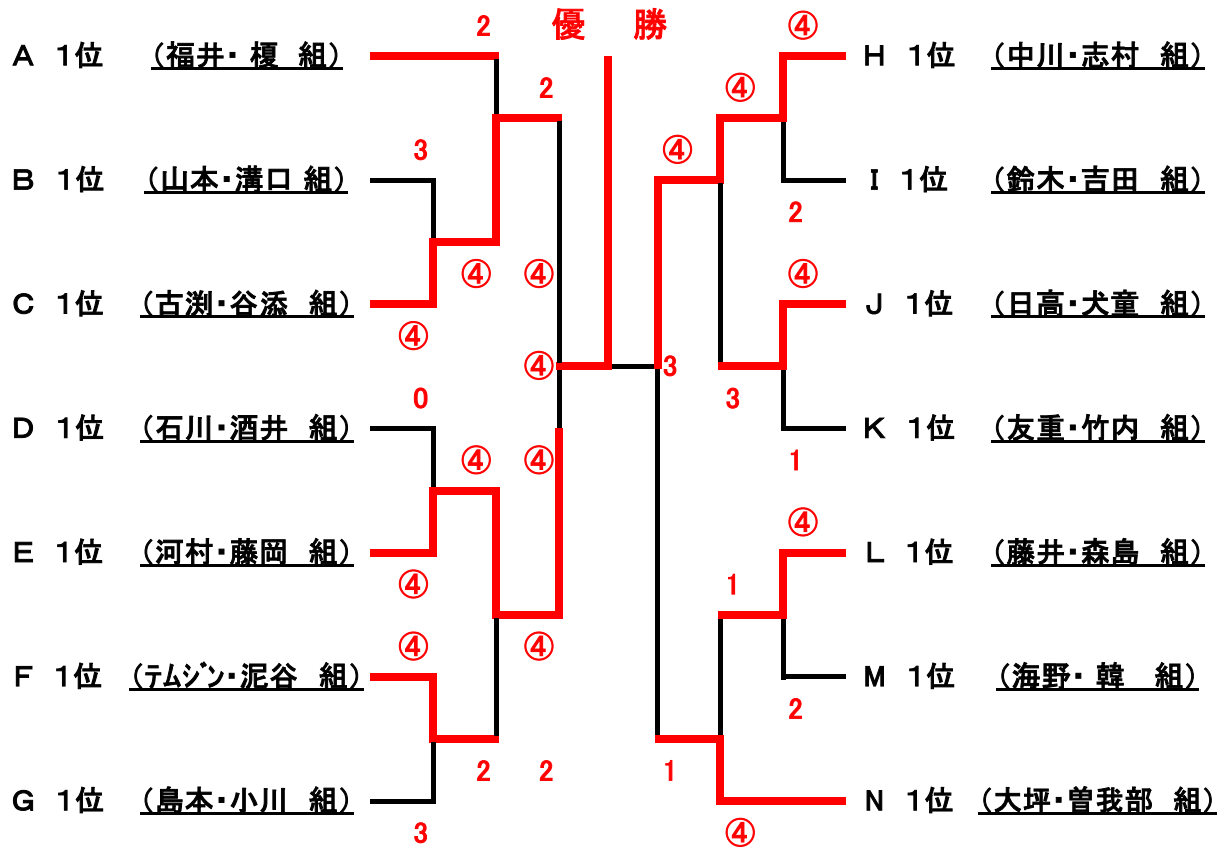 2 優 勝 ④
A 1位 (福井・榎 組) H 1位 (中川・志村 組)
2 ④
3 ④
B 1位 (山本・溝口 組) I 1位 (鈴木・吉田 組)
2
④ ④ ④
C 1位 (古渕・谷添 組) J 1位 (日高・犬童 組)
④
④ 3
0 3
D 1位 (石川・酒井 組) K 1位 (友重・竹内 組)
④ ④ 1
④
E 1位 (河村・藤岡 組) L 1位 (藤井・森島 組)
④ 1
④ ④
F 1位 (テムジン・泥谷 組) M 1位 (海野・韓 組)
2
2 2 1
G 1位 (島本・小川 組) N 1位 (大坪・曽我部 組)
3 ④